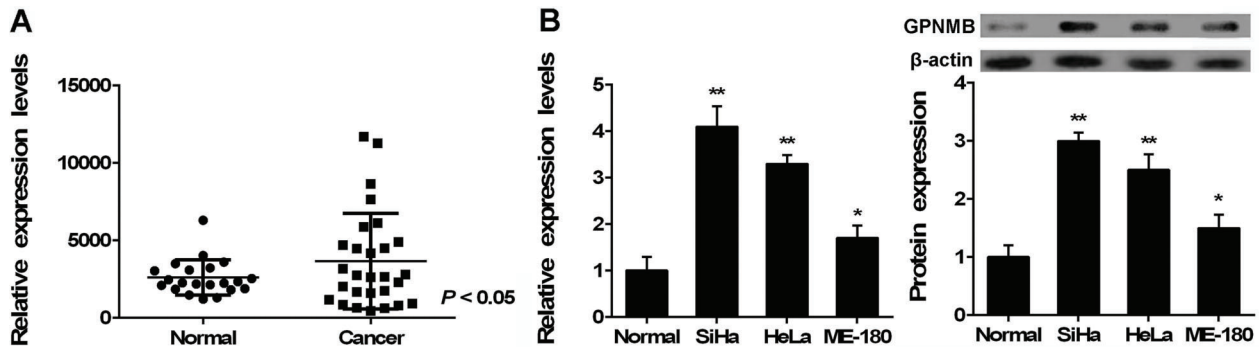 A
Relative expression levels
15000
10000
5000
0
Normal
Cancer
P < 0.05
B
Relative expression levels
5
4
3
2
1
0
**
**
*
Normal
SiHa
HeLa
ME-180
GPNMB
β-actin
Protein expression
4
3
2
1
0
**
**
*
Normal
SiHa
HeLa
ME-180